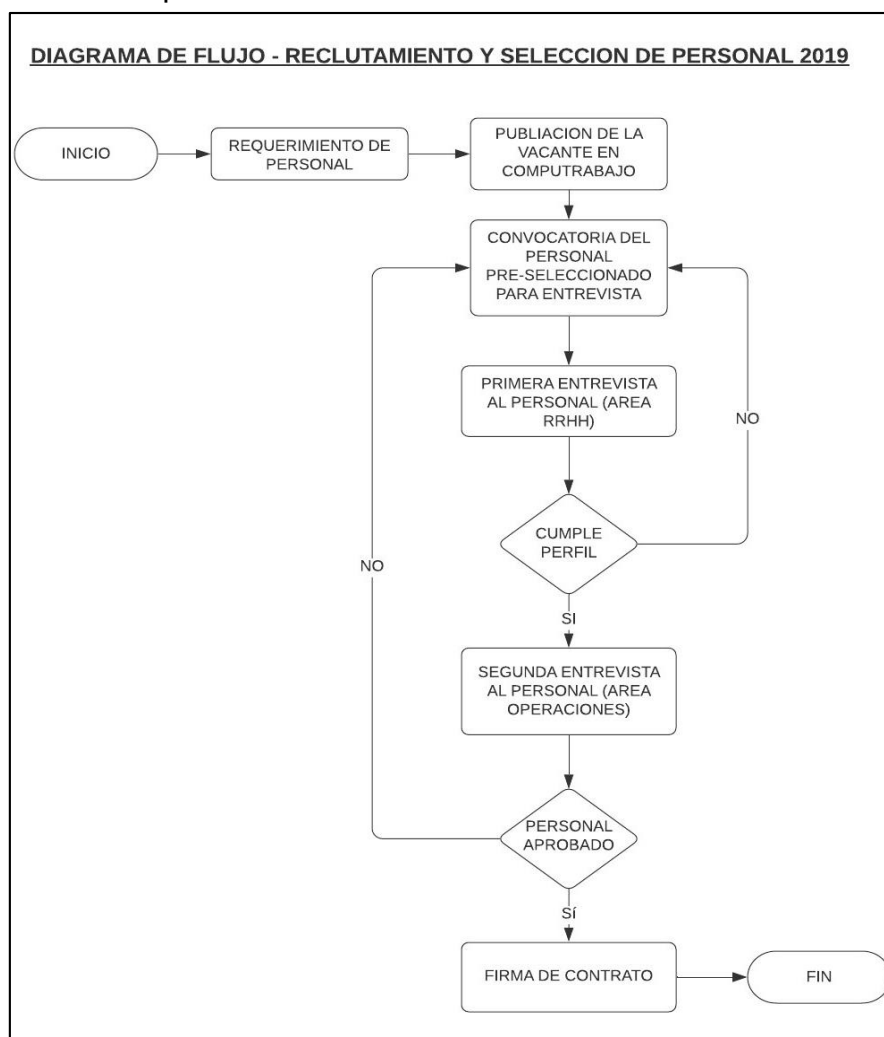 DIAGRAMA DE FLUJO - RECLUTAMIENTO Y SELECCION DE PERSONAL 2019
INICIO
REQUERIMIENTO DE
PERSONAL
PUBLIACION DE LA
VACANTE EN
COMPUTRABAJO
CONVOCATORIA DEL
PERSONAL
PRE-SELECCIONADO
PARA ENTREVISTA
PRIMERA ENTREVISTA
AL PERSONAL (AREA
RRHH)
NO
CUMPLE
PERFIL
NO
SI
SEGUNDA ENTREVISTA
AL PERSONAL (AREA
OPERACIONES)
PERSONAL
APROBADO
Sí
FIRMA DE CONTRATO
FIN